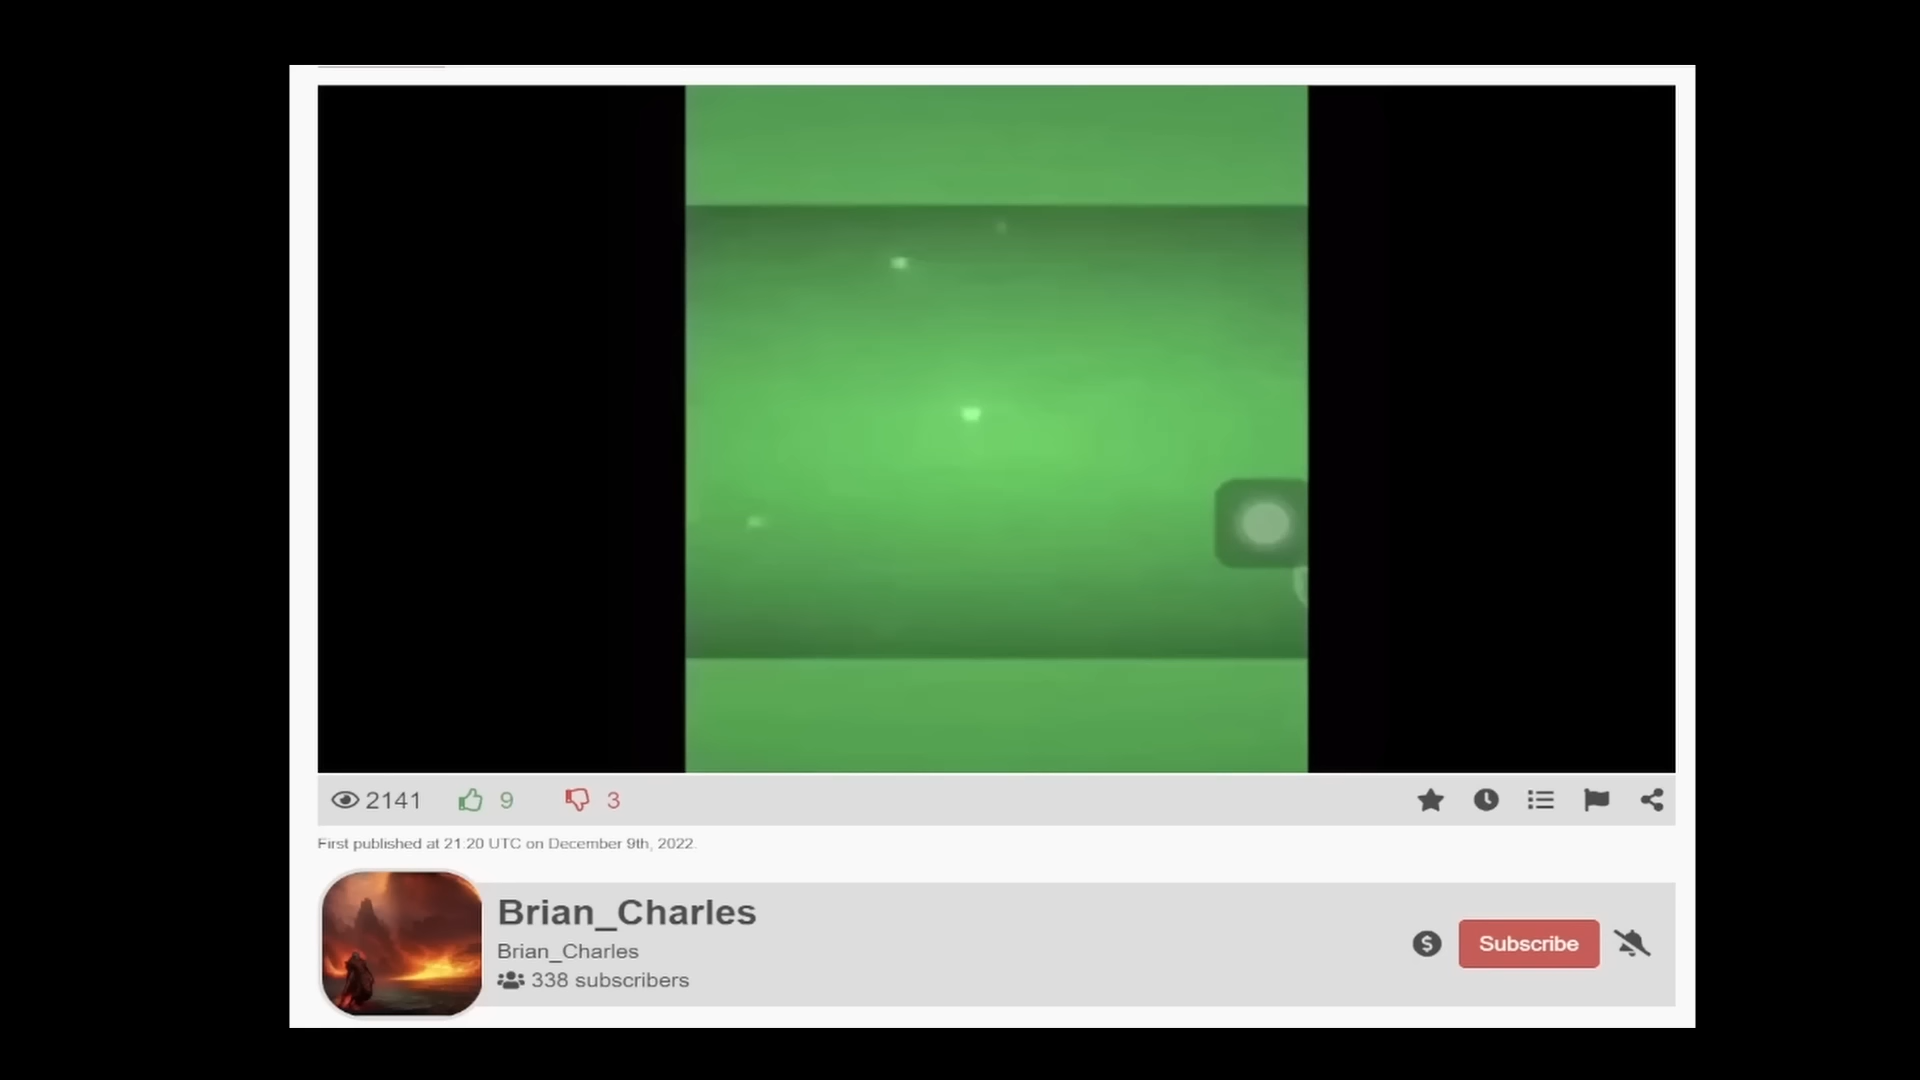 2141 9 3
First published at 21:20 UTC on December 9th, 2022.
Brian_Charles
Brian_Charles
338 subscribers
Subscribe